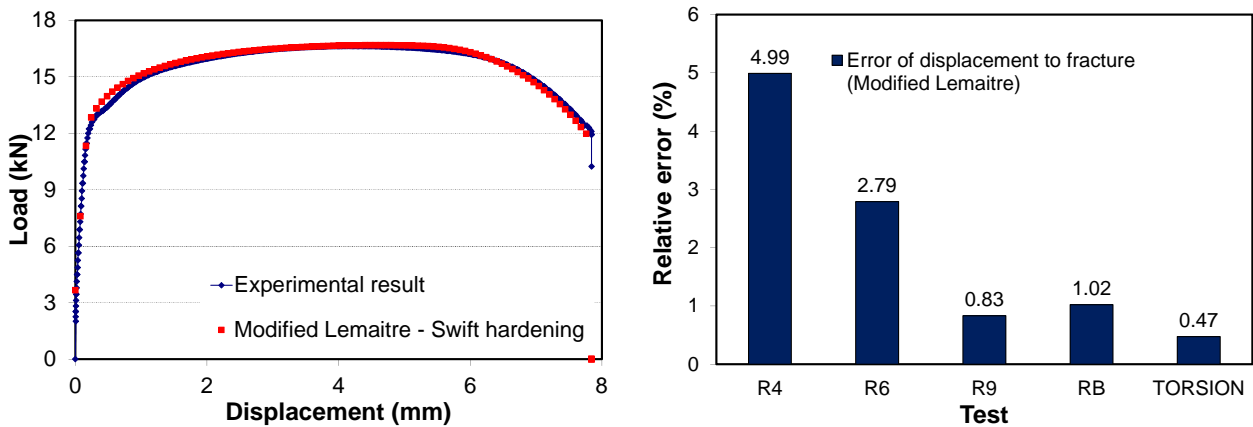 18
15
12
9
6
3
0
Load (kN)
Experimental result
Modified Lemaitre - Swift hardening
0 2 4 6 8
Displacement (mm)
6
5
4
3
2
1
0
Relative error (%)
Error of displacement to fracture
(Modified Lemaitre)
4.99
2.79
0.83
1.02
0.47
R4 R6 R9 RB TORSION
Test